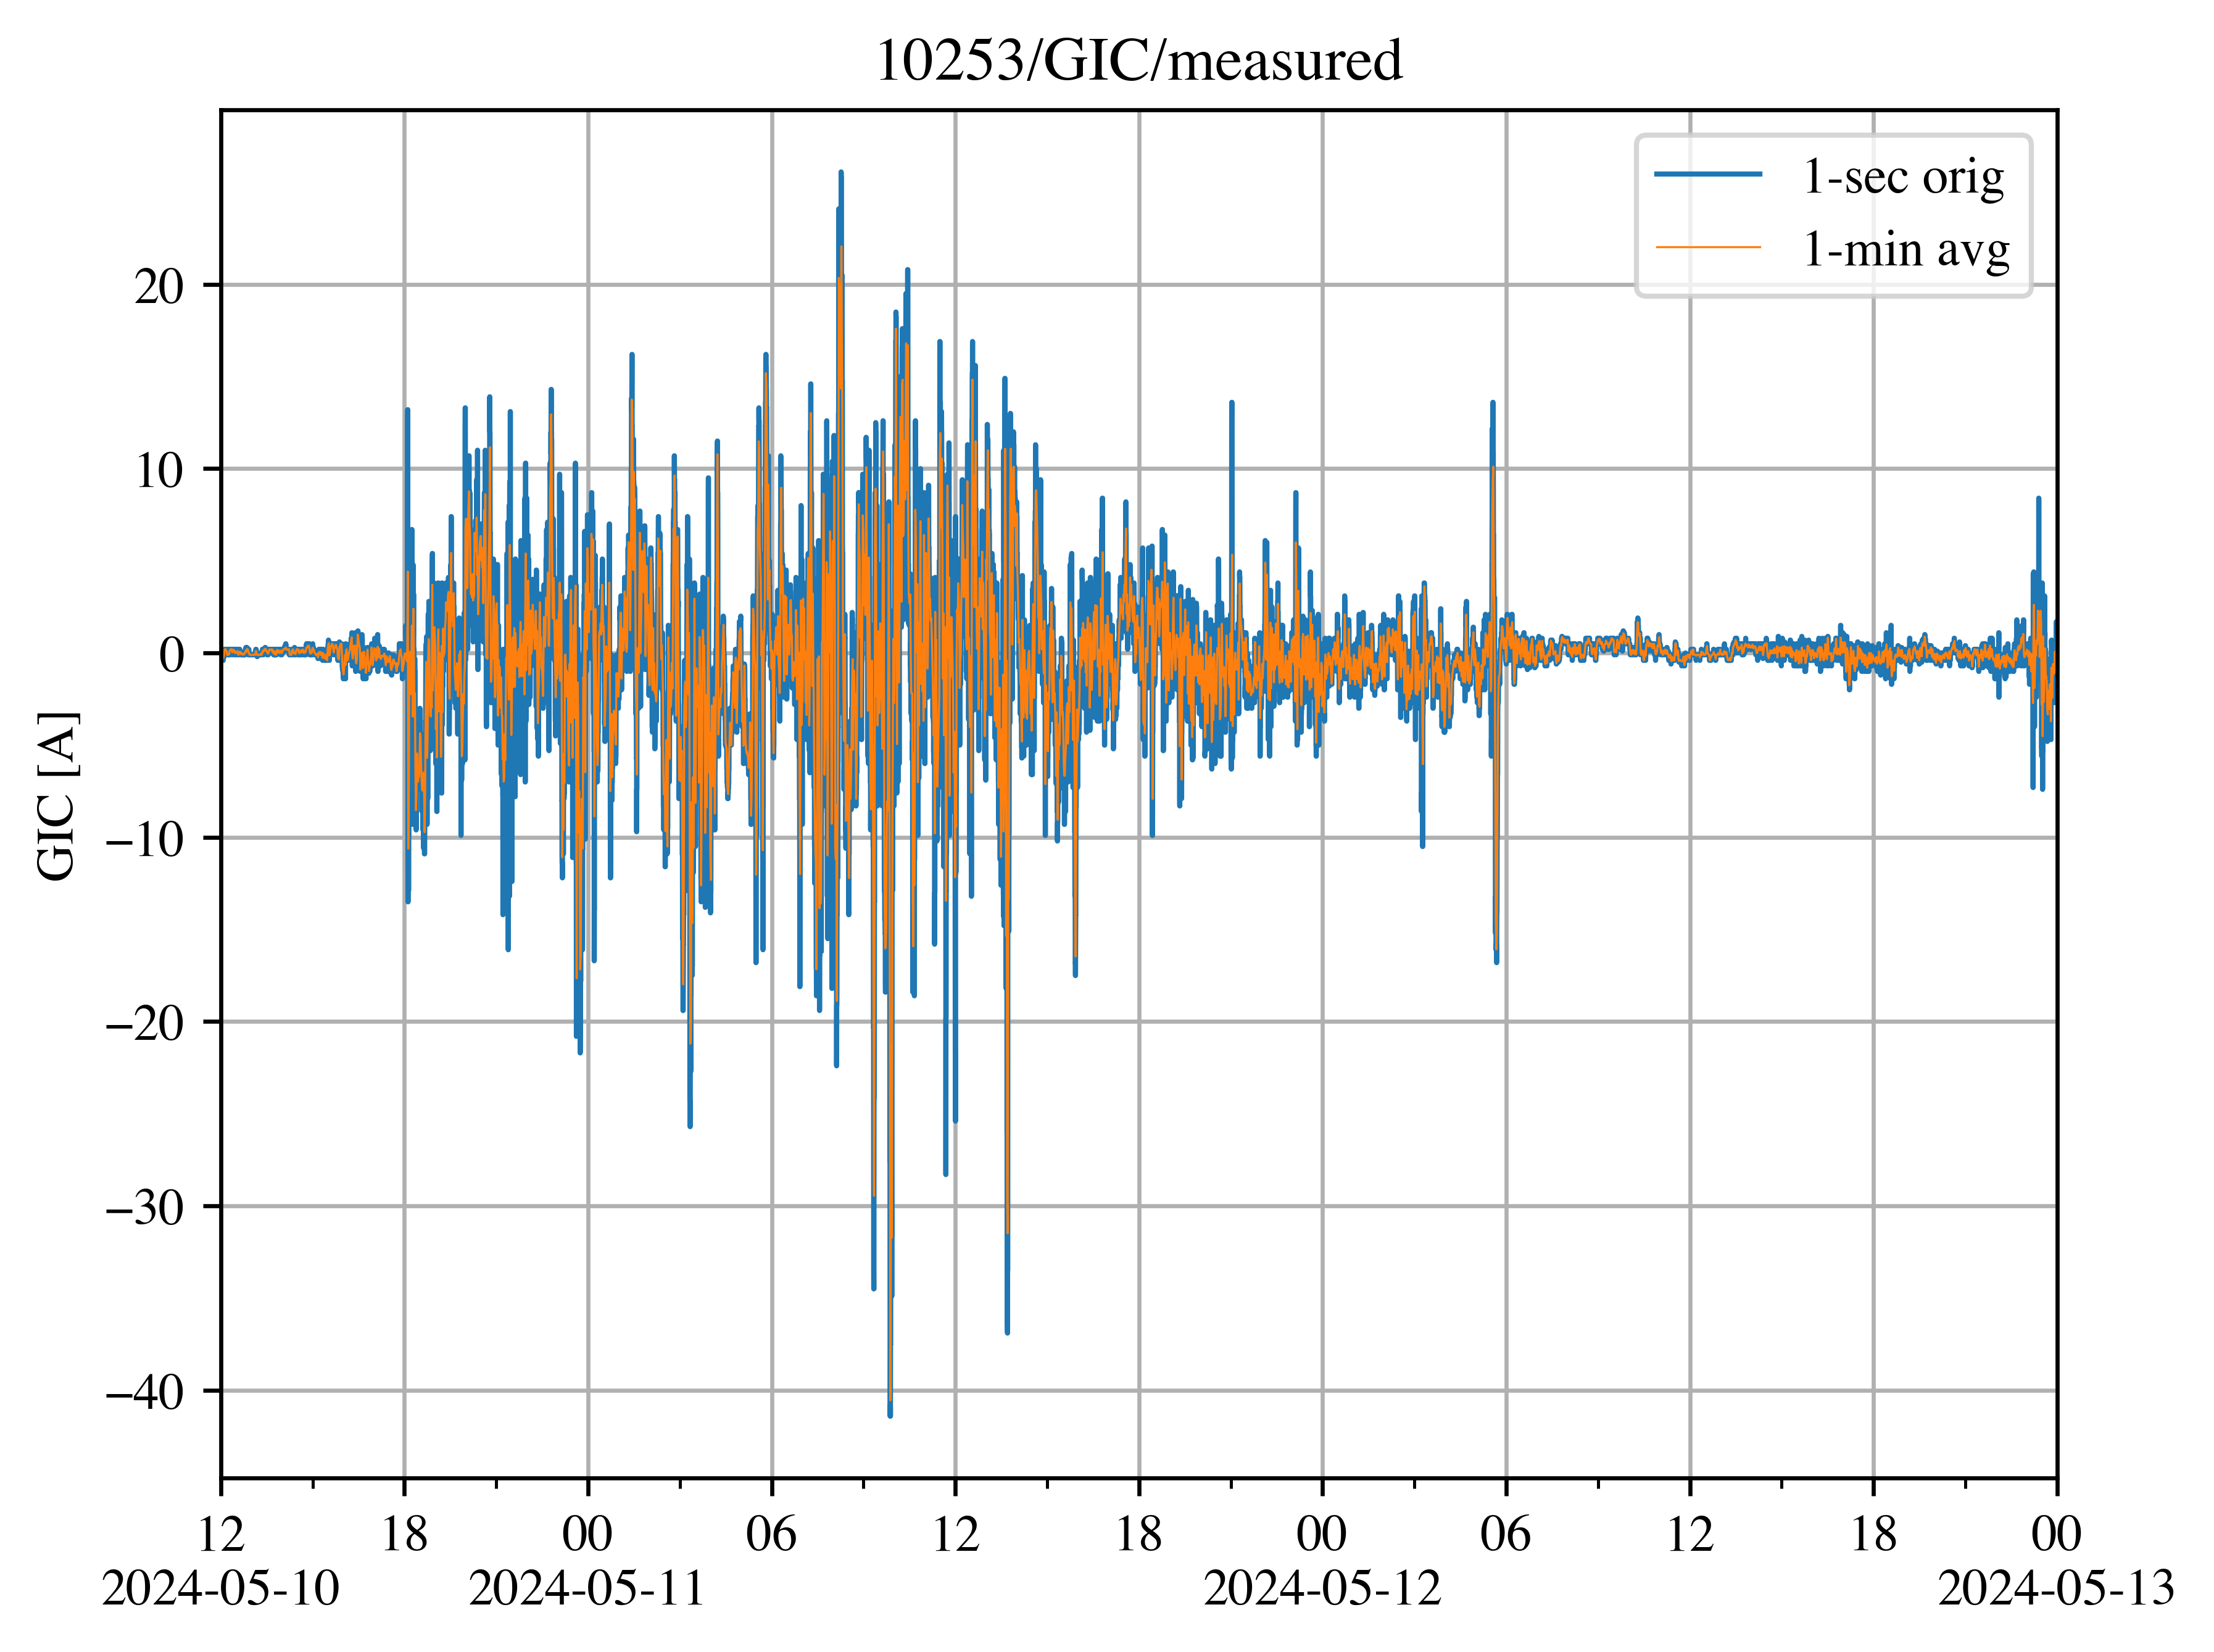 10253/GIC/measured
1-sec orig
1-min avg
20
10
0
−10
−20
−30
−40
GIC [A]
12 18 00 06 12 18 00 06 12 18 00
2024-05-10 2024-05-11 2024-05-12 2024-05-13